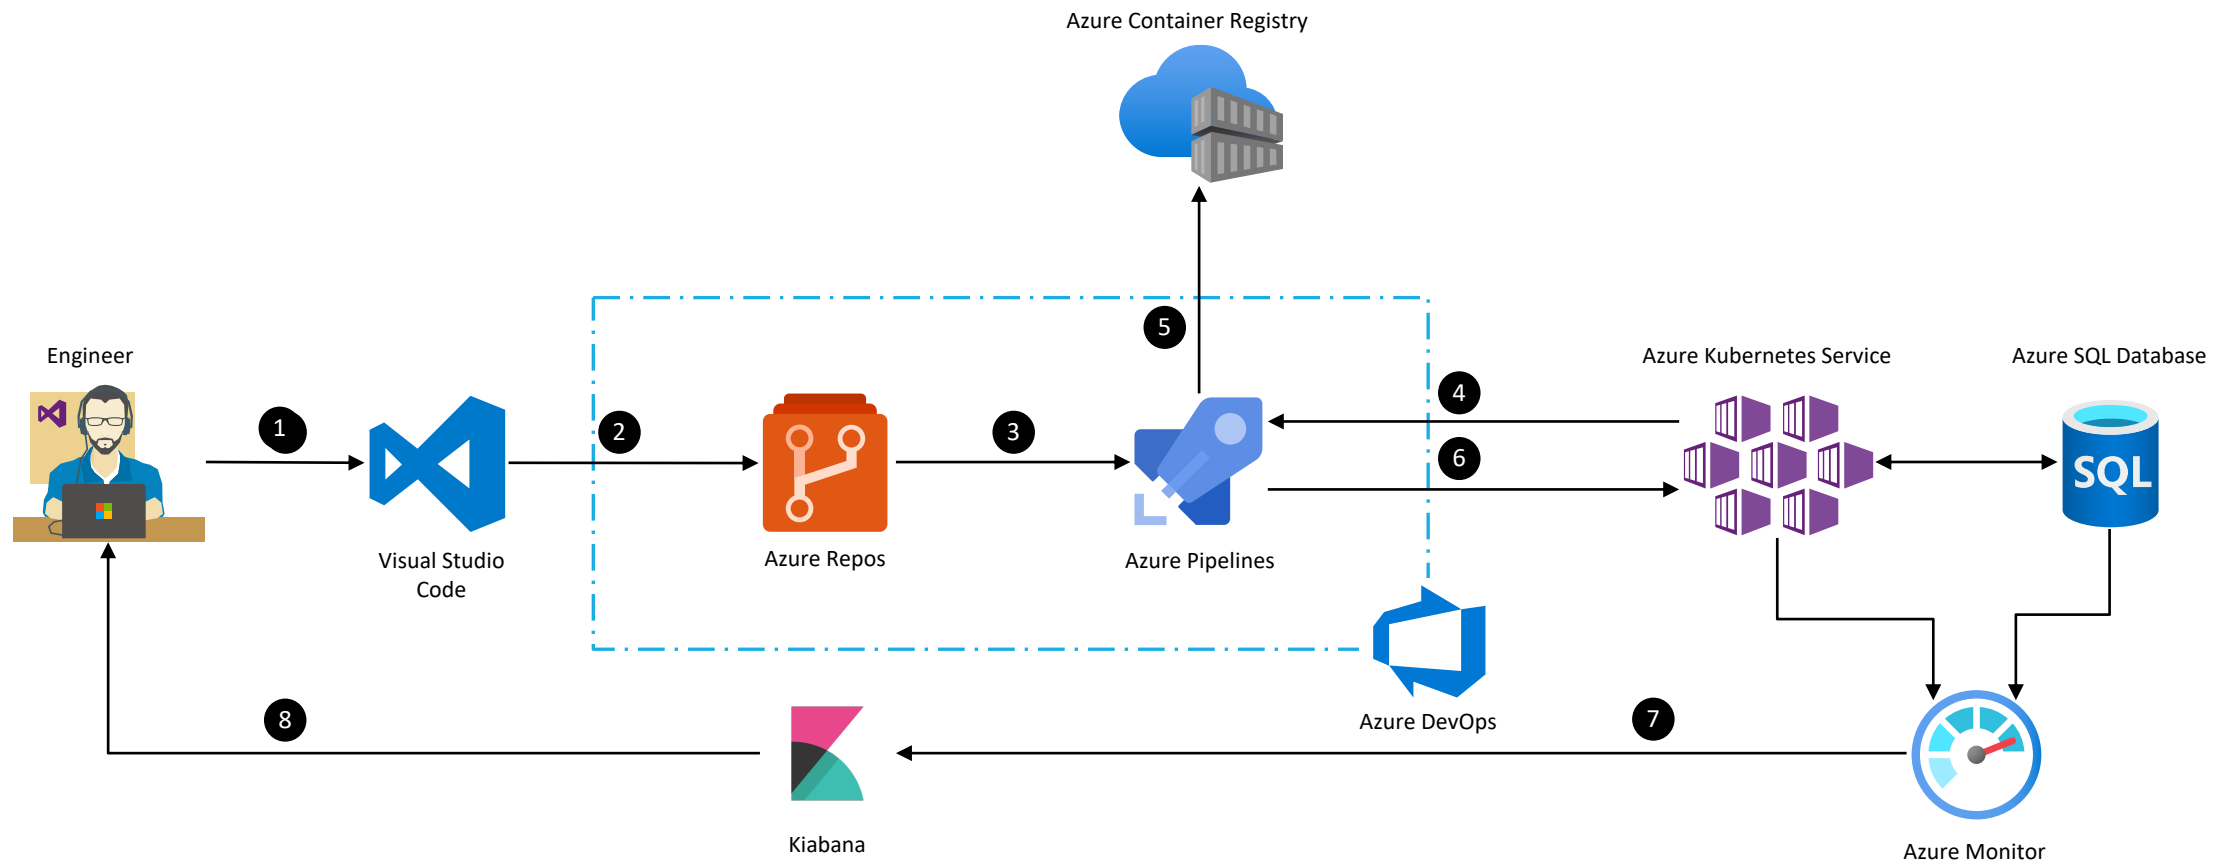 Azure Container Registry
5
Engineer
Azure Kubernetes Service
Azure SQL Database
4
1
2
3
6
SQL
Azure Repos
Azure Pipelines
Visual Studio
Code
8
7
Azure DevOps
Kiabana
Azure Monitor